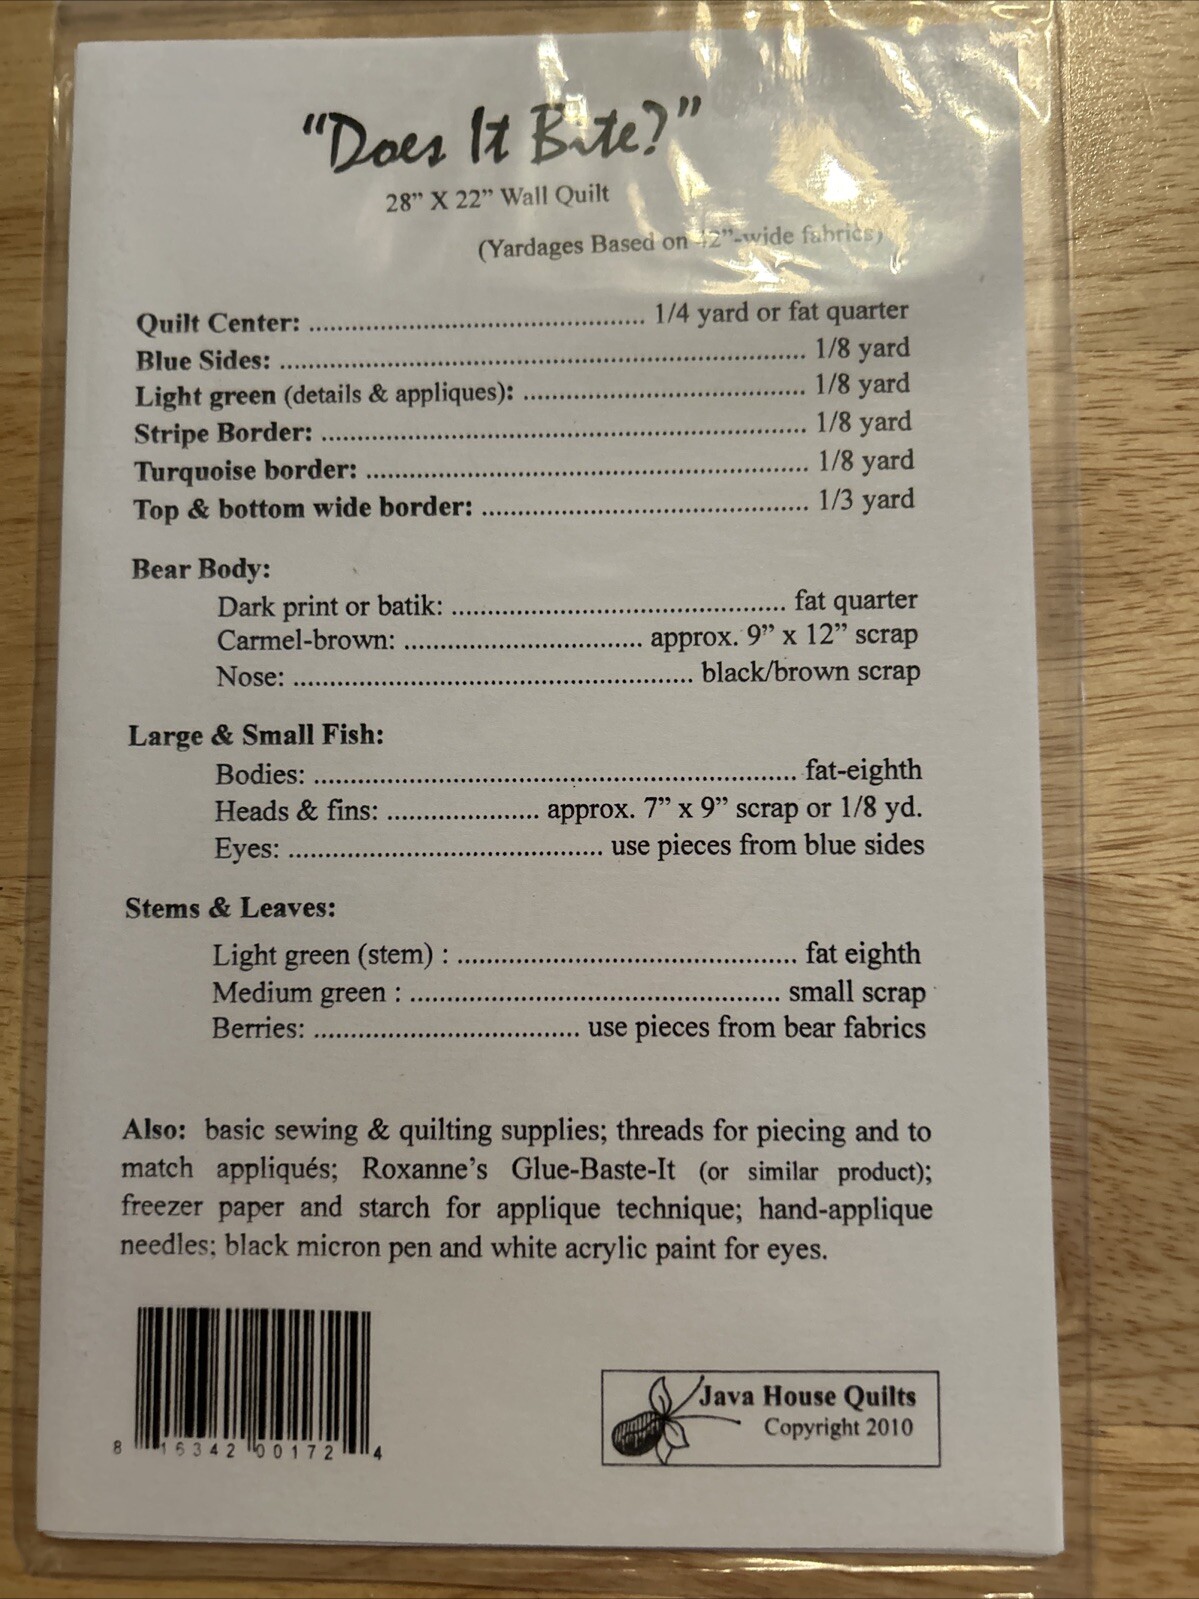 "Does It Bite?"
28" X 22" Wall Quilt
(Yardages Based on 42"-wide fabrics)
Quilt Center: ............................................... 1/4 yard or fat quarter
Blue Sides: ......................................................................... 1/8 yard
Light green (details & appliques): ....................................... 1/8 yard
Stripe Border: ................................................................... 1/8 yard
Turquoise border: ............................................................. 1/8 yard
Top & bottom wide border: ............................................. 1/3 yard
Bear Body:
Dark print or batik: .............................................. fat quarter
Carmel-brown: ................................. approx. 9" x 12" scrap
Nose: ....................................................... black/brown scrap
Large & Small Fish:
Bodies: .................................................................. fat-eighth
Heads & fins: ..................... approx. 7" x 9" scrap or 1/8 yd.
Eyes: ........................................... use pieces from blue sides
Stems & Leaves:
Light green (stem) : ............................................... fat eighth
Medium green : ................................................... small scrap
Berries: ..................................... use pieces from bear fabrics
Also: basic sewing & quilting supplies; threads for piecing and to
match appliqués; Roxanne's Glue-Baste-It (or similar product);
freezer paper and starch for applique technique; hand-applique
needles; black micron pen and white acrylic paint for eyes.
8 16342 00172 4
Java House Quilts
Copyright 2010